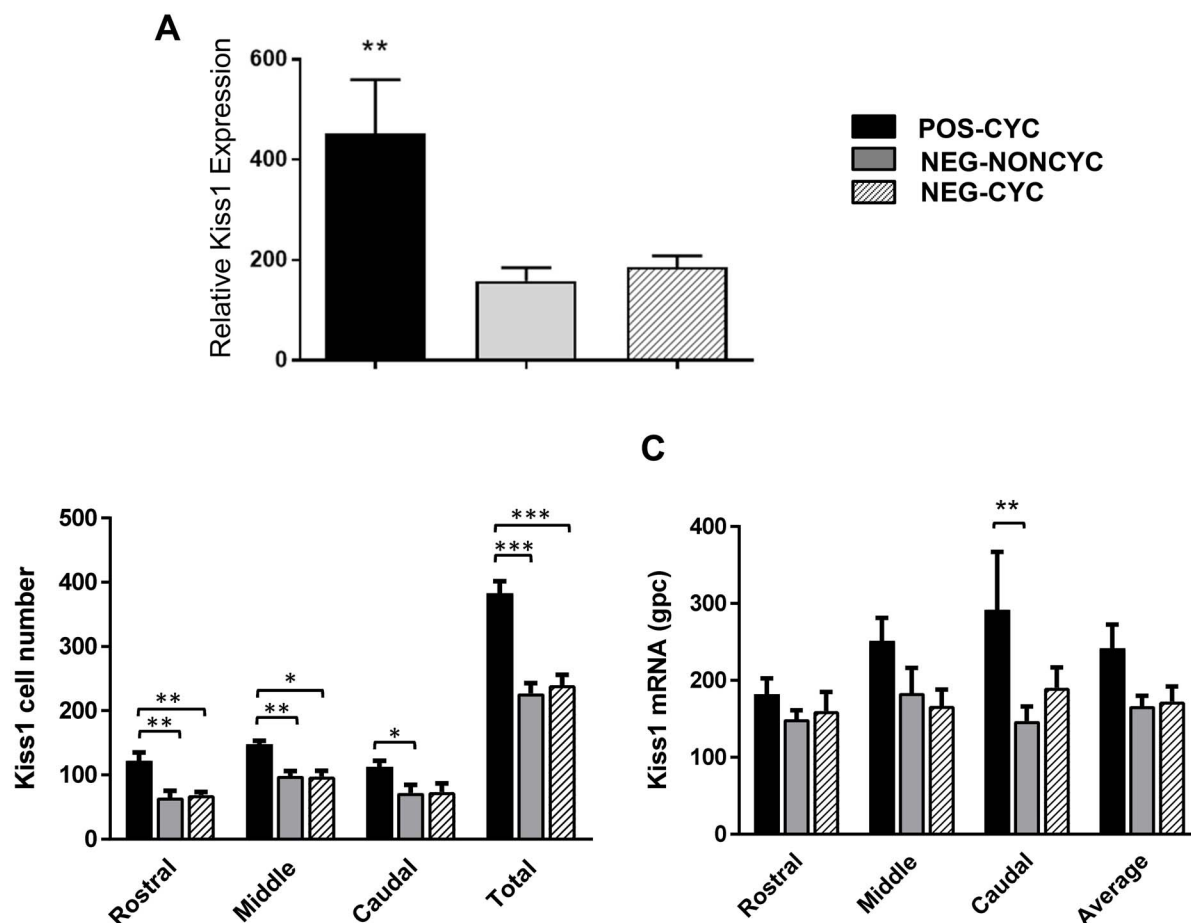 A
**
600
400
200
0
Relative Kiss1 Expression
POS-CYC
NEG-NONCYC
NEG-CYC
Kiss1 cell number
500
400
300
200
100
0
**
**
*
**
*
***
***
Rostral
Middle
Caudal
Total
C
Kiss1 mRNA (gpc)
400
300
200
100
0
**
Rostral
Middle
Caudal
Average